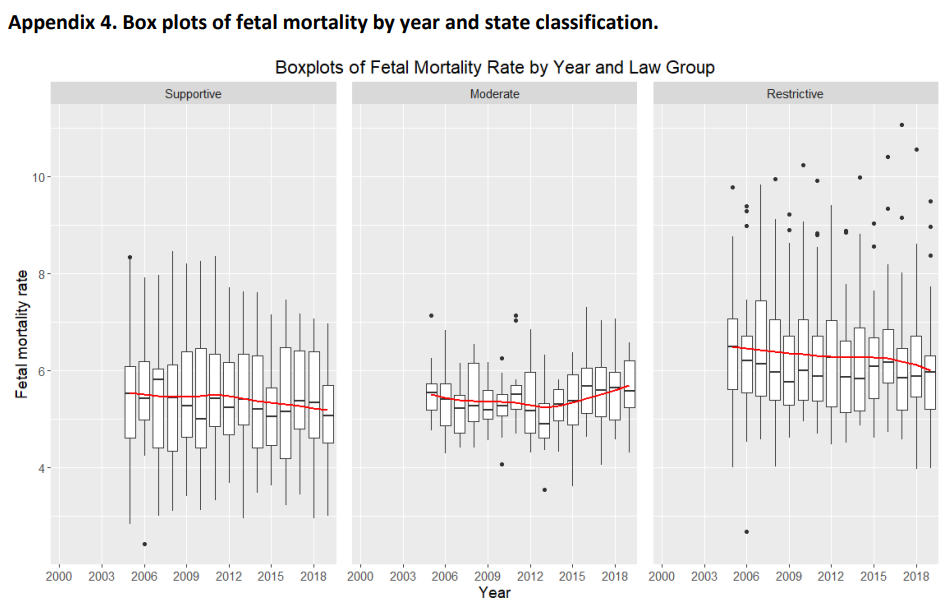 Appendix 4. Box plots of fetal mortality by year and state classification.
Boxplots of Fetal Mortality Rate by Year and Law Group
Supportive
Moderate
Restrictive
Fetal mortality rate
10
8
6
4
2000 2003 2006 2009 2012 2015 2018
2000 2003 2006 2009 2012 2015 2018
2000 2003 2006 2009 2012 2015 2018
Year